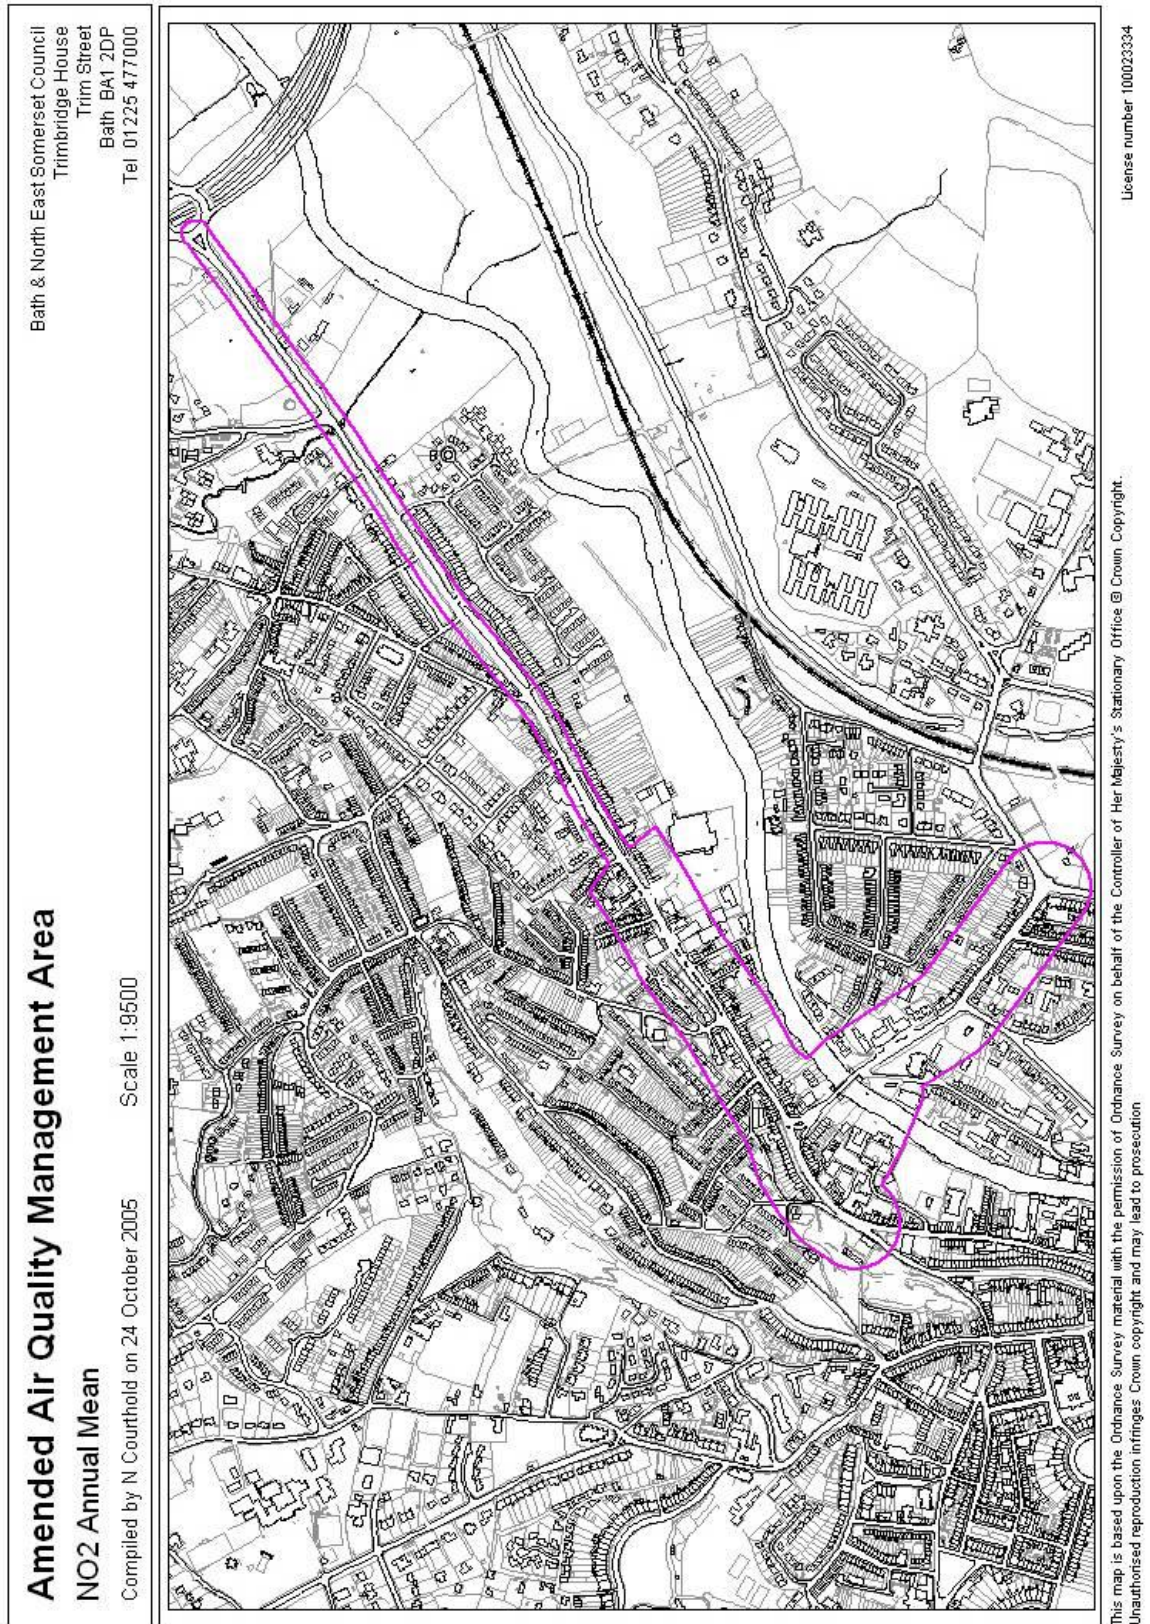 Amended Air Quality Management Area
NO2 Annual Mean
Compiled by N Courthold on 24 October 2005 Scale 1:9500
Bath & North East Somerset Council
Trimbridge House
Trim Street
Bath BA1 2DP
Tel 01225 477000
This map is based upon the Ordnance Survey material with the permission of Ordnance Survey on behalf of the Controller of Her Majesty's Stationary Office © Crown Copyright.
Unauthorised reproduction infringes Crown copyright and may lead to prosecution
License number 100023334